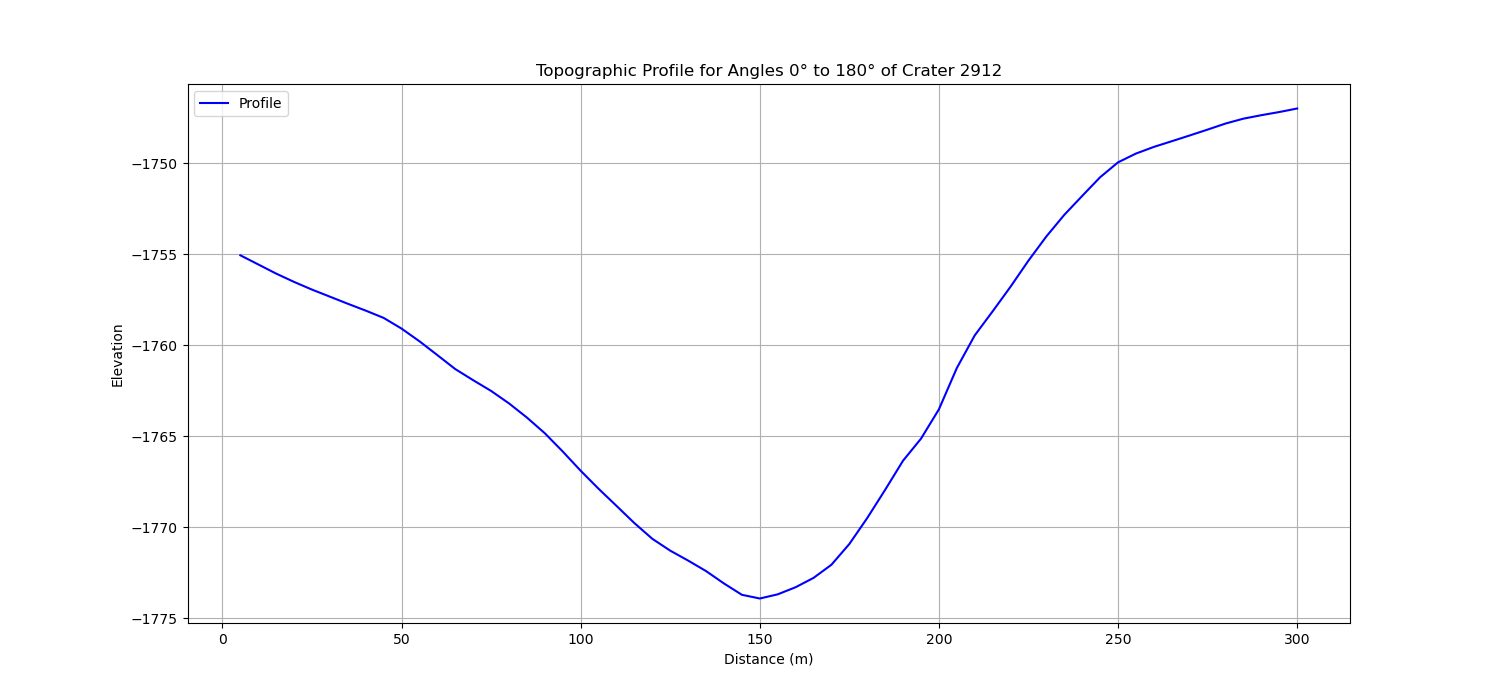 Topographic Profile for Angles 0° to 180° of Crater 2912
Profile
−1750
−1755
−1760
−1765
−1770
−1775
Elevation
0 50 100 150 200 250 300
Distance (m)